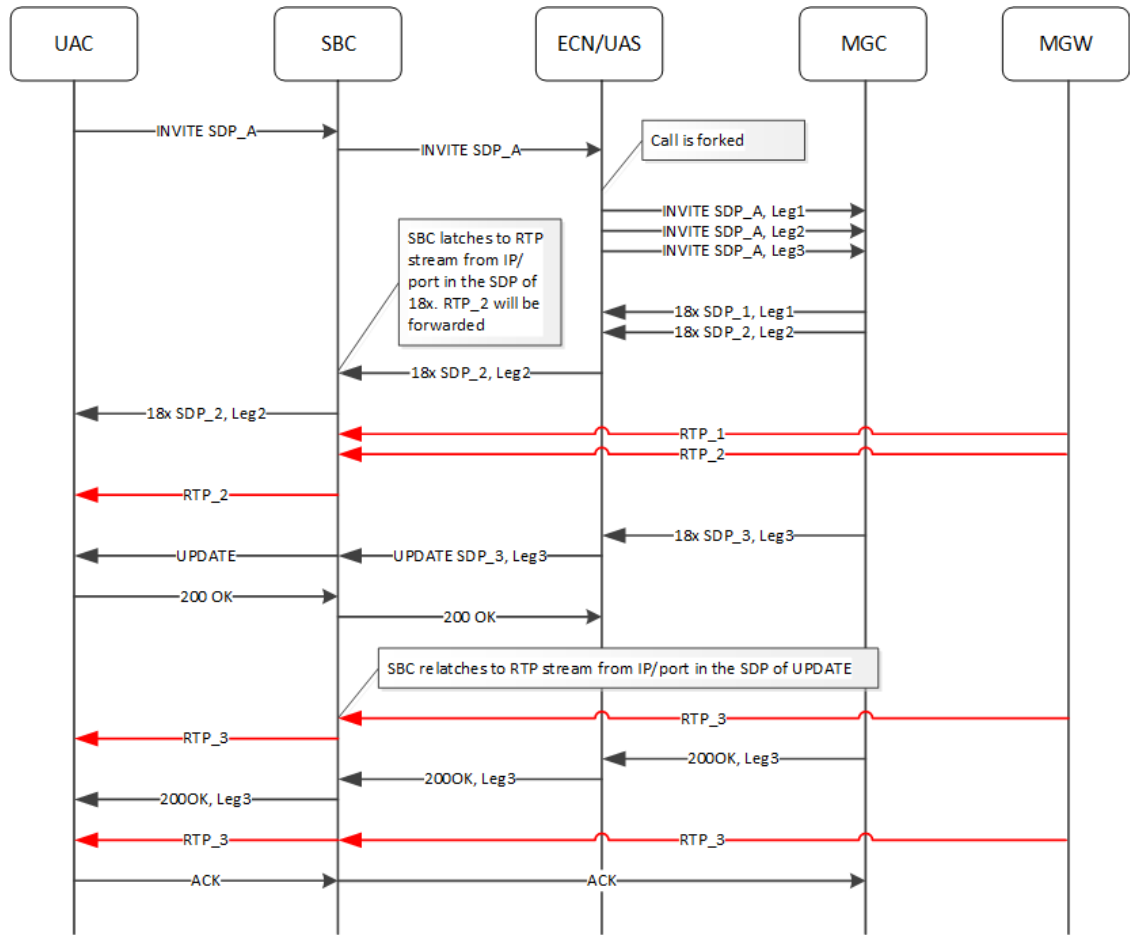 UAC
SBC
ECN/UAS
MGC
MGW
INVITE SDP_A
INVITE SDP_A
Call is forked
INVITE SDP_A, Leg1
INVITE SDP_A, Leg2
INVITE SDP_A, Leg3
SBC latches to RTP
stream from IP/
port in the SDP of
18x. RTP_2 will be
forwarded
18x SDP_1, Leg1
18x SDP_2, Leg2
18x SDP_2, Leg2
18x SDP_2, Leg2
RTP_1
RTP_2
RTP_2
18x SDP_3, Leg3
UPDATE
UPDATE SDP_3, Leg3
200 OK
200 OK
SBC relatches to RTP stream from IP/port in the SDP of UPDATE
RTP_3
RTP_3
200OK, Leg3
200OK, Leg3
200OK, Leg3
RTP_3
RTP_3
ACK
ACK